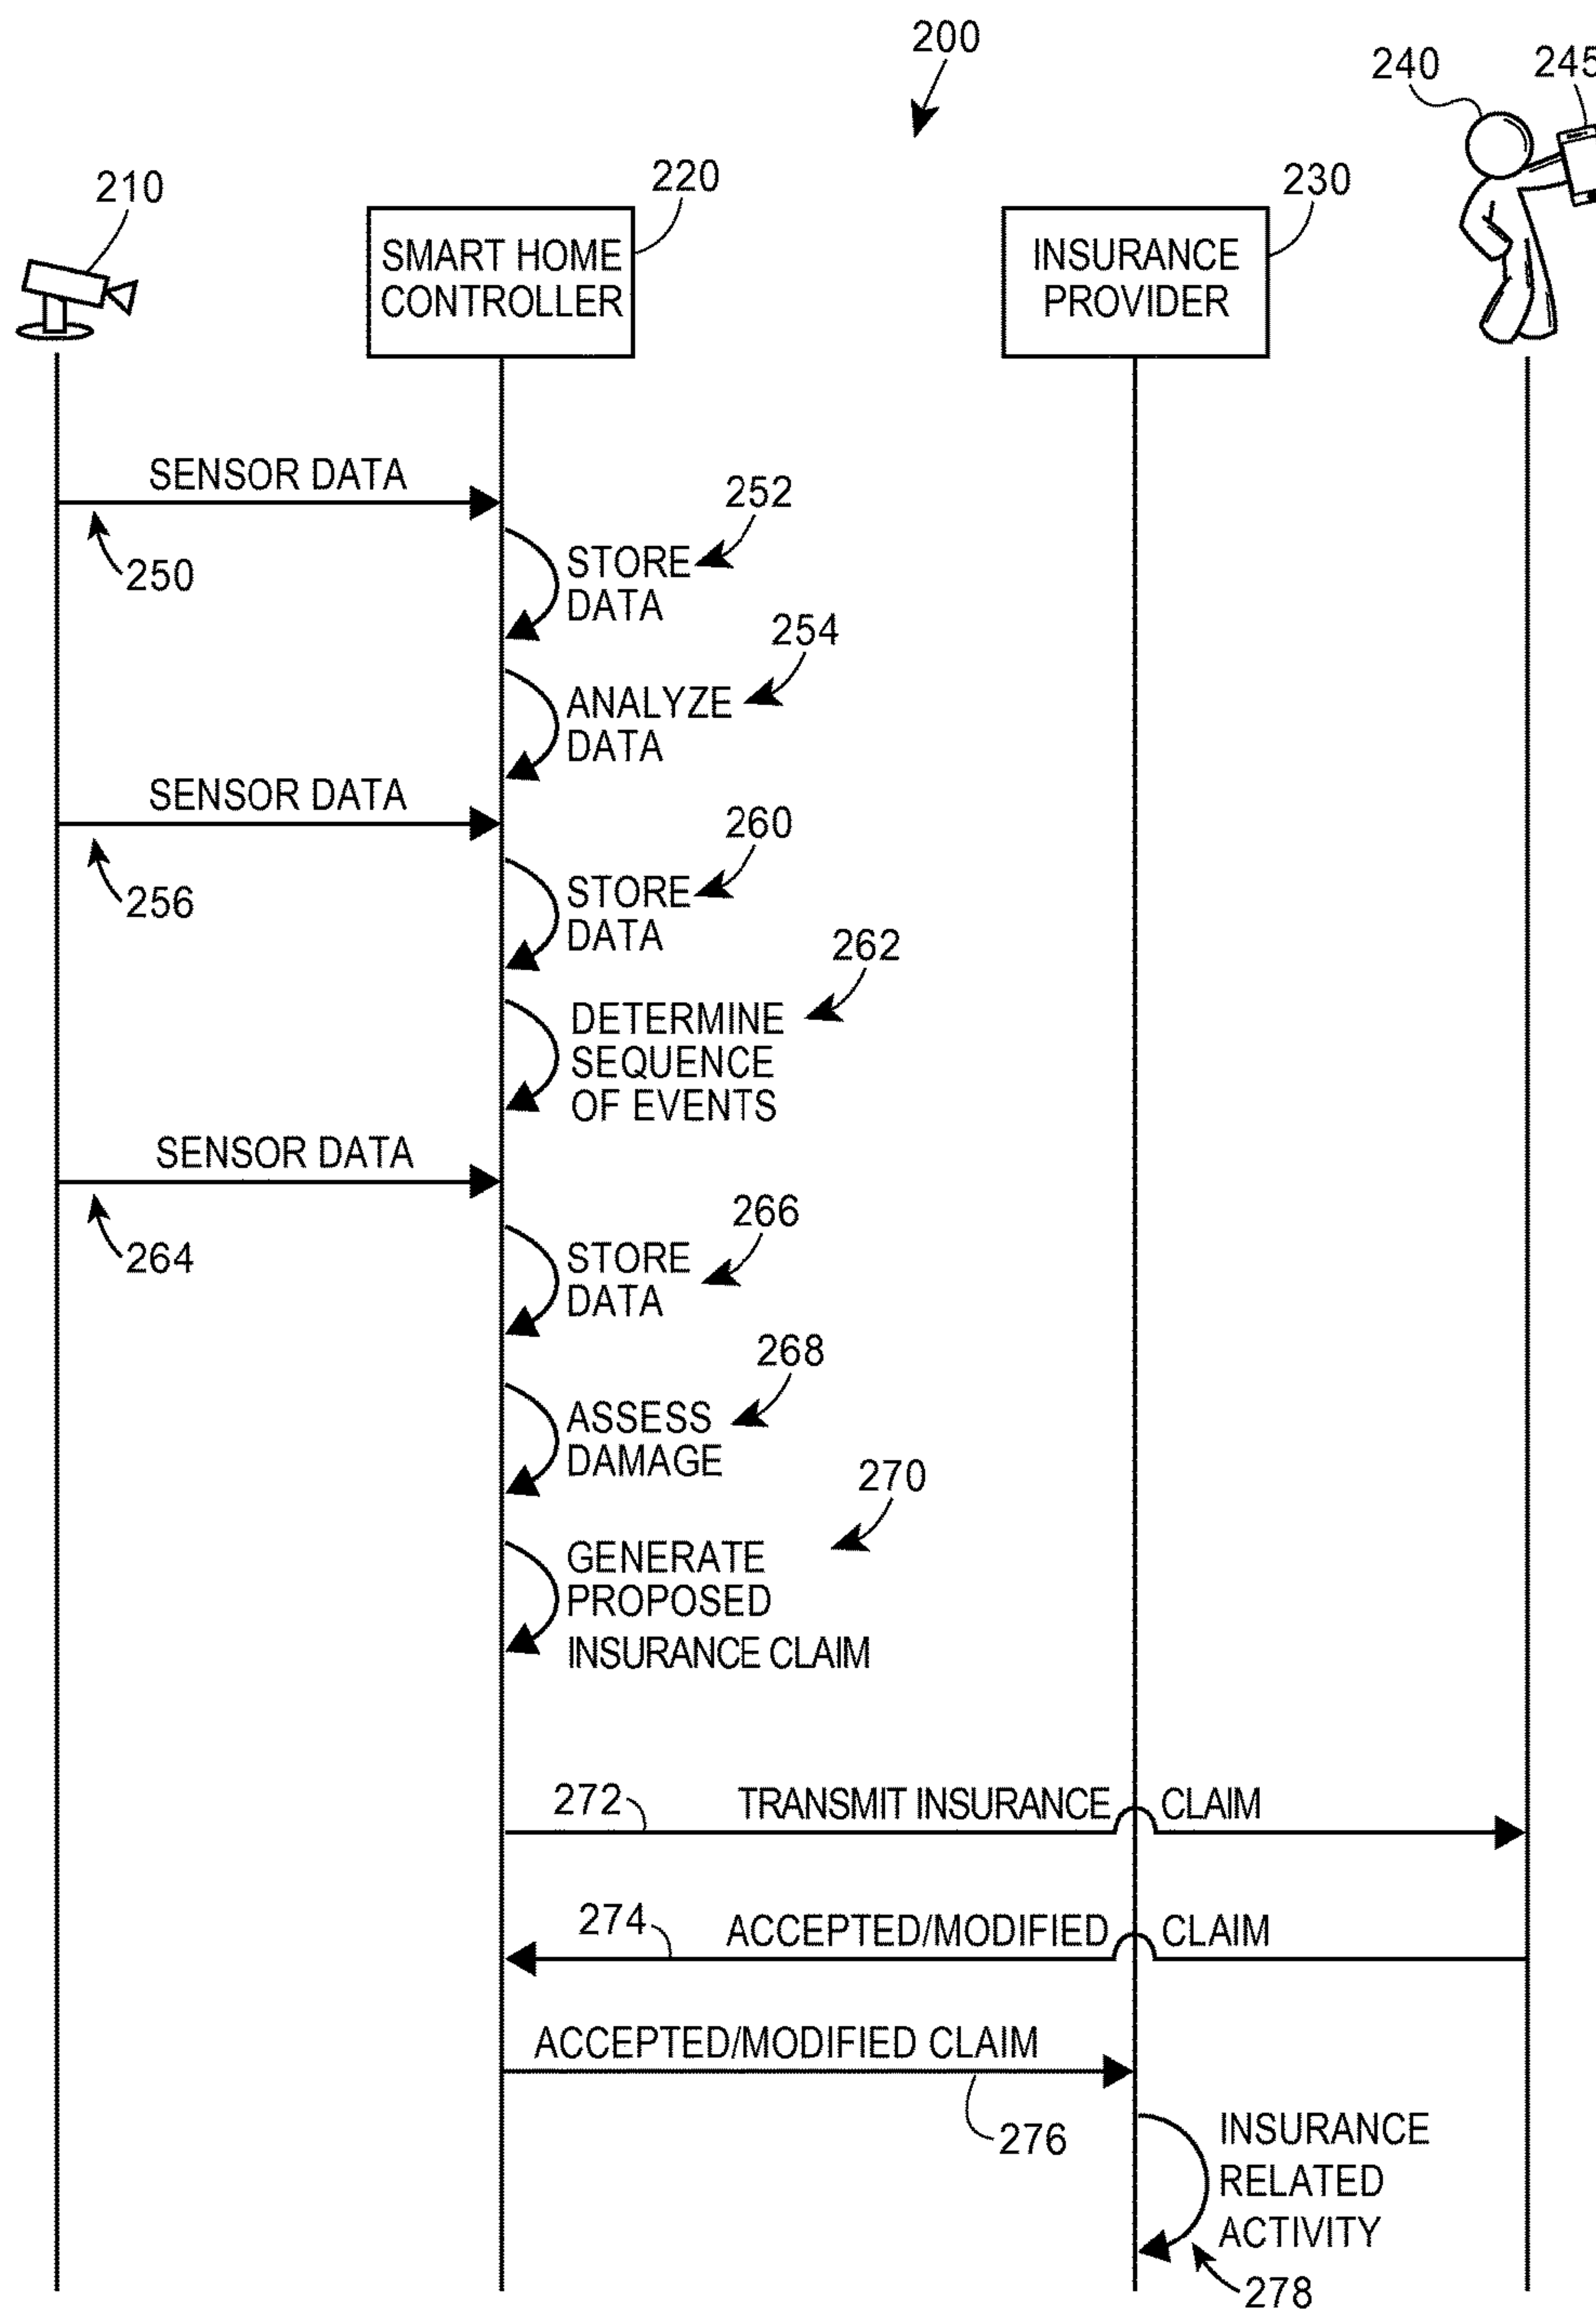 200
240
245
210
220
230
SMART HOME
CONTROLLER
INSURANCE
PROVIDER
SENSOR DATA
250
252
STORE
DATA
254
ANALYZE
DATA
SENSOR DATA
256
260
STORE
DATA
262
DETERMINE
SEQUENCE
OF EVENTS
SENSOR DATA
264
266
STORE
DATA
268
ASSESS
DAMAGE
270
GENERATE
PROPOSED
INSURANCE CLAIM
272
TRANSMIT INSURANCE CLAIM
274
ACCEPTED/MODIFIED CLAIM
ACCEPTED/MODIFIED CLAIM
276
INSURANCE
RELATED
ACTIVITY
278